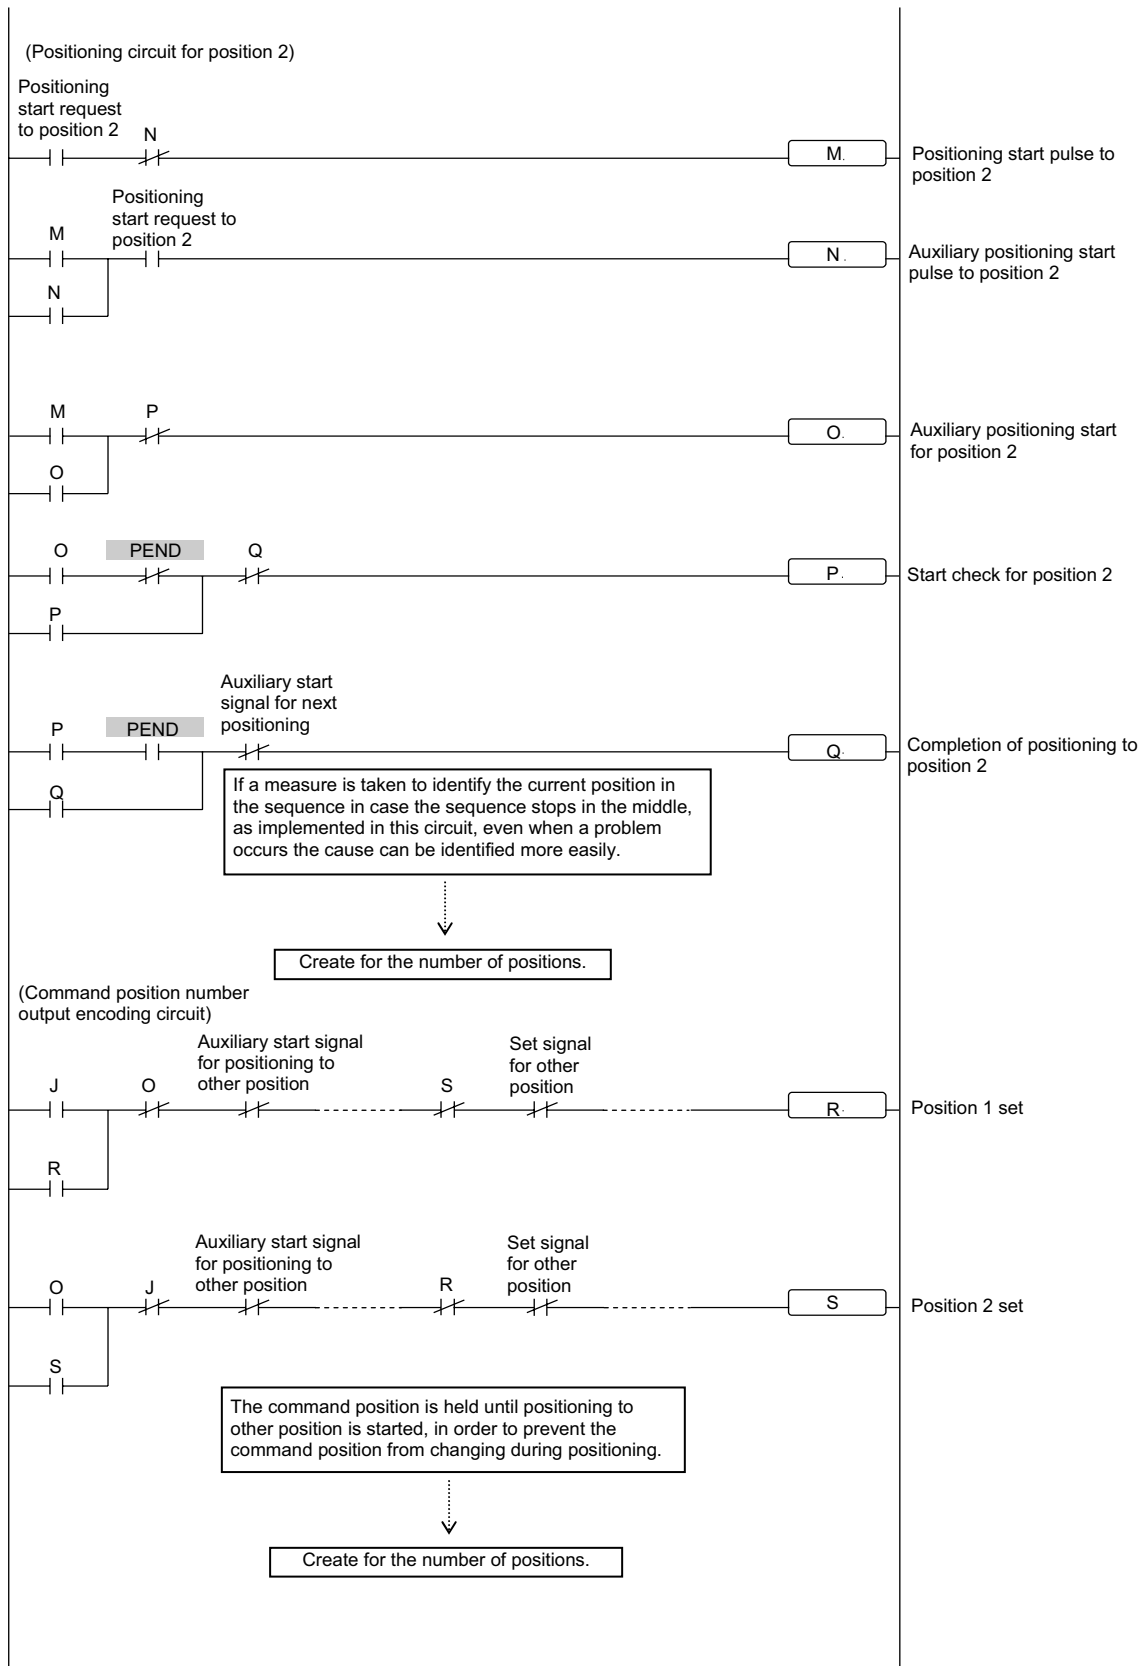 (Positioning circuit for position 2)
Positioning
start request
to position 2
N
M.
Positioning start pulse to
position 2
Positioning
start request to
position 2
M
N .
Auxiliary positioning start
pulse to position 2
N
M
P
O.
Auxiliary positioning start
for position 2
O
O
PEND
Q
P.
Start check for position 2
P
Auxiliary start
signal for next
positioning
P
PEND
Q.
Completion of positioning to
position 2
Q
If a measure is taken to identify the current position in
the sequence in case the sequence stops in the middle,
as implemented in this circuit, even when a problem
occurs the cause can be identified more easily.
Create for the number of positions.
(Command position number
output encoding circuit)
Auxiliary start signal
for positioning to
other position
Set signal
for other
position
J
O
S
R.
Position 1 set
R
Auxiliary start signal
for positioning to
other position
Set signal
for other
position
O
J
R
S
Position 2 set
S
The command position is held until positioning to
other position is started, in order to prevent the
command position from changing during positioning.
Create for the number of positions.